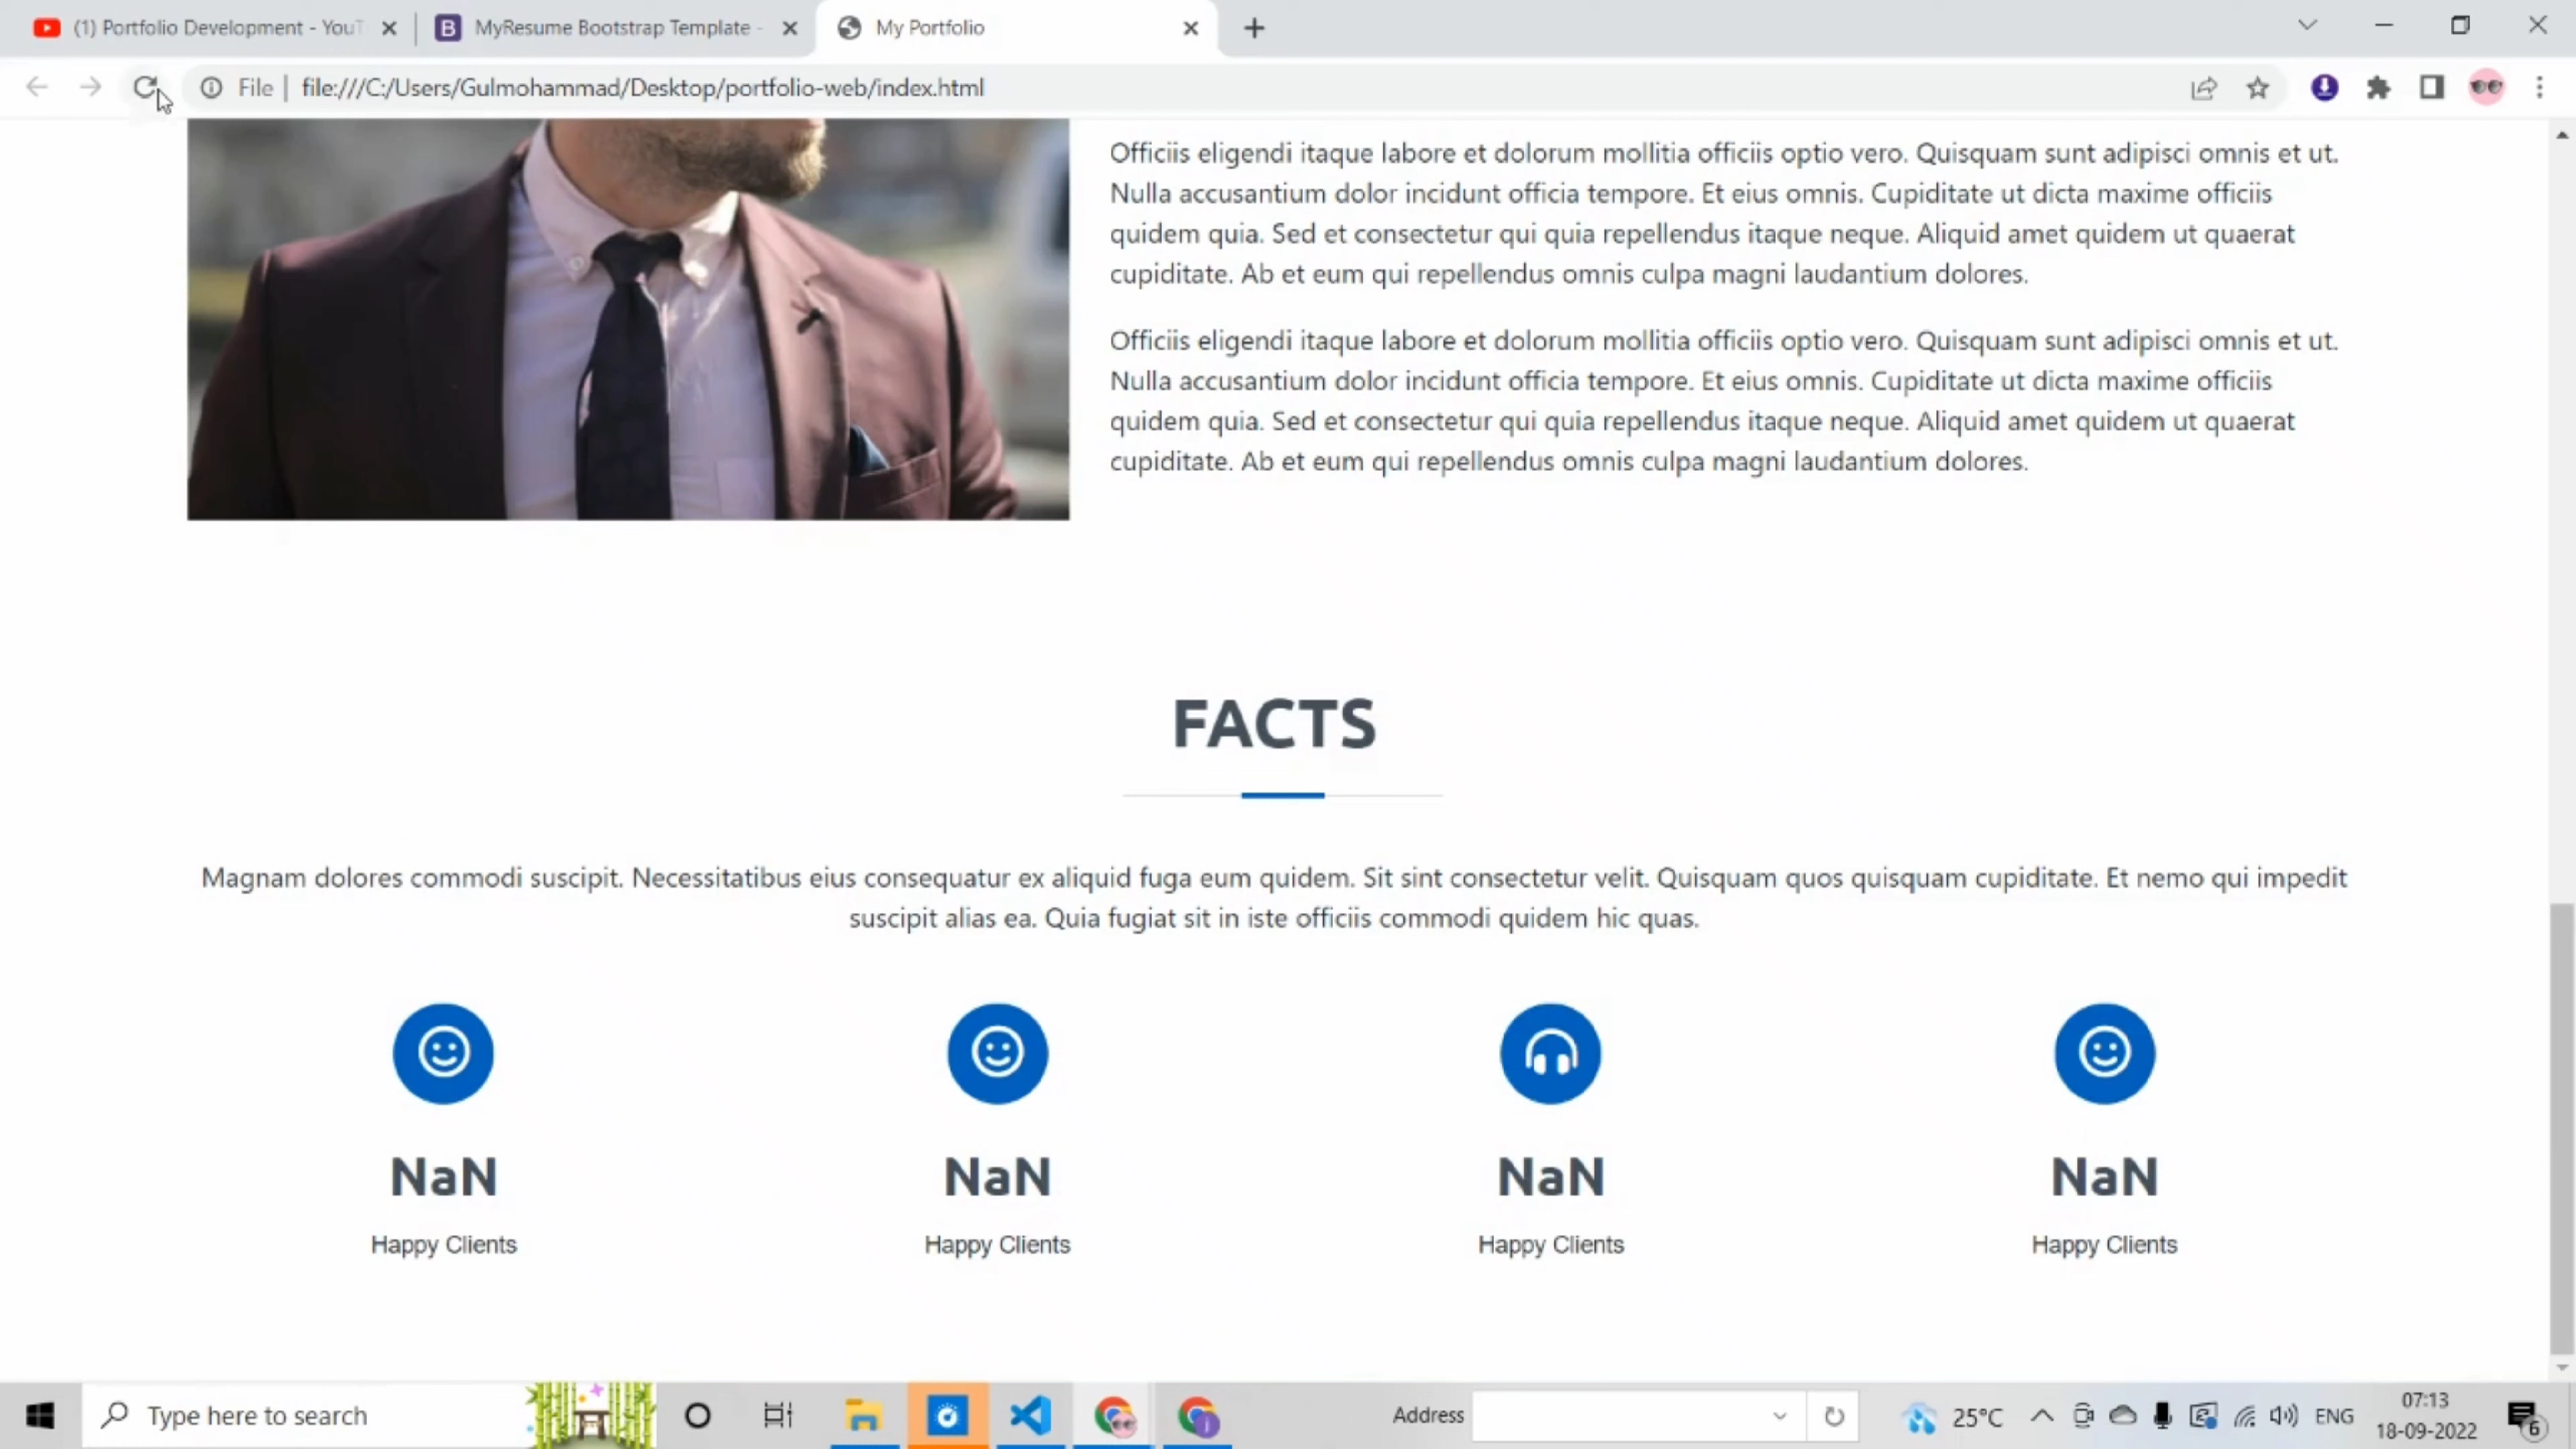 (1) Portfolio Development - YouT
MyResume Bootstrap Template -
My Portfolio
File
file:///C:/Users/Gulmohammad/Desktop/portfolio-web/index.html
Officiis eligendi itaque labore et dolorum mollitia officiis optio vero. Quisquam sunt adipisci omnis et ut.
Nulla accusantium dolor incidunt officia tempore. Et eius omnis. Cupiditate ut dicta maxime officiis
quidem quia. Sed et consectetur qui quia repellendus itaque neque. Aliquid amet quidem ut quaerat
cupiditate. Ab et eum qui repellendus omnis culpa magni laudantium dolores.
Officiis eligendi itaque labore et dolorum mollitia officiis optio vero. Quisquam sunt adipisci omnis et ut.
Nulla accusantium dolor incidunt officia tempore. Et eius omnis. Cupiditate ut dicta maxime officiis
quidem quia. Sed et consectetur qui quia repellendus itaque neque. Aliquid amet quidem ut quaerat
cupiditate. Ab et eum qui repellendus omnis culpa magni laudantium dolores.
FACTS
Magnam dolores commodi suscipit. Necessitatibus eius consequatur ex aliquid fuga eum quidem. Sit sint consectetur velit. Quisquam quos quisquam cupiditate. Et nemo qui impedit
suscipit alias ea. Quia fugiat sit in iste officiis commodi quidem hic quas.
NaN NaN NaN NaN
Happy Clients Happy Clients Happy Clients Happy Clients
Type here to search
Address
25°C
ENG
07:13
18-09-2022
6